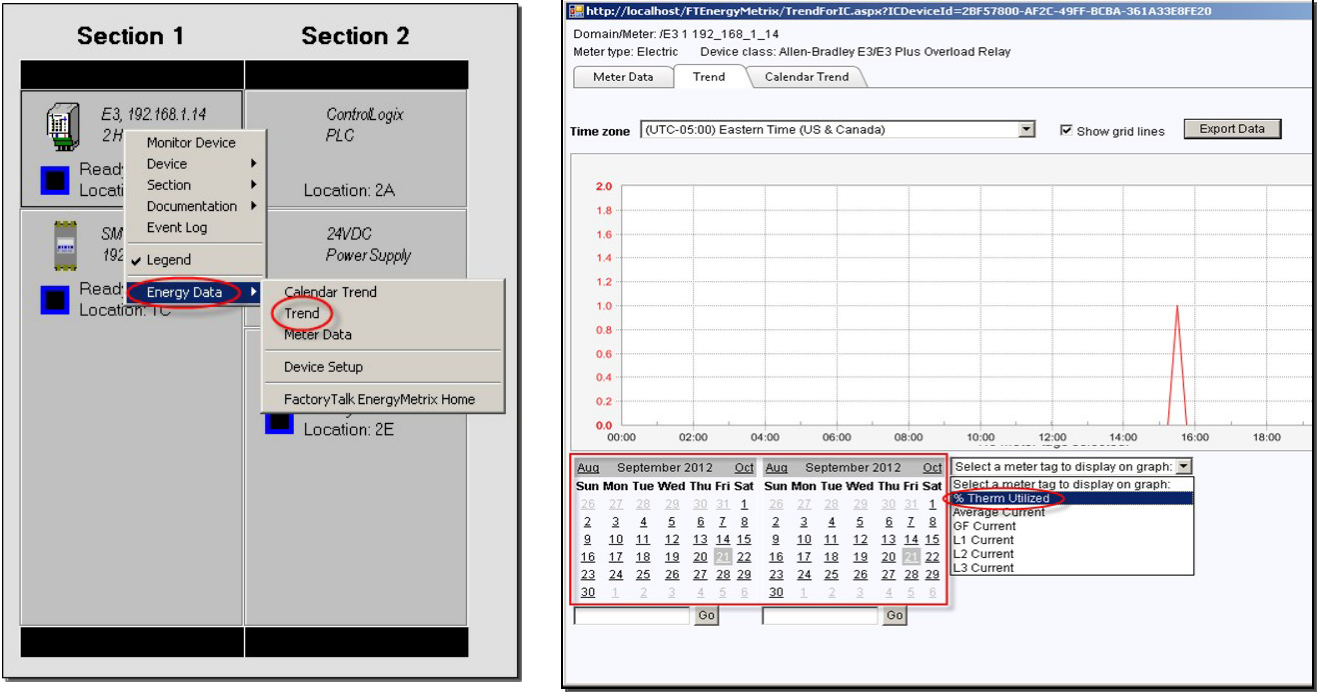 Section 1
Section 2
E3, 192.168.1.14
2H
Ready
Locati
ControlLogix
PLC
Location: 2A
SM
192
Ready
Location: 1C
24VDC
Power Supply
Location: 2E
Monitor Device
Device
Section
Documentation
Event Log
Legend
Energy Data
Calendar Trend
Trend
Meter Data
Device Setup
FactoryTalk EnergyMetrix Home
http://localhost/FTEnergyMetrix/TrendForIC.aspx?ICDeviceId=2BF57800-AF2C-49FF-BCBA-361A33E8FE20
Domain/Meter: /E3 1 192_168_1_14
Meter type: Electric Device class: Allen-Bradley E3/E3 Plus Overload Relay
Meter Data Trend Calendar Trend
Time zone (UTC-05:00) Eastern Time (US & Canada) Show grid lines Export Data
2.0
1.8
1.6
1.4
1.2
1.0
0.8
0.6
0.4
0.2
0.0
00:00 02:00 04:00 06:00 08:00 10:00 12:00 14:00 16:00 18:00
No meter tags selected.
Aug September 2012 Oct
Sun Mon Tue Wed Thu Fri Sat
26 27 28 29 30 31 1
2 3 4 5 6 7 8
9 10 11 12 13 14 15
16 17 18 19 20 21 22
23 24 25 26 27 28 29
30 1 2 3 4 5 6
Go
Aug September 2012 Oct
Sun Mon Tue Wed Thu Fri Sat
26 27 28 29 30 31 1
2 3 4 5 6 7 8
9 10 11 12 13 14 15
16 17 18 19 20 21 22
23 24 25 26 27 28 29
30 1 2 3 4 5 6
Go
Select a meter tag to display on graph:
Select a meter tag to display on graph:
% Therm Utilized
Average Current
GF Current
L1 Current
L2 Current
L3 Current